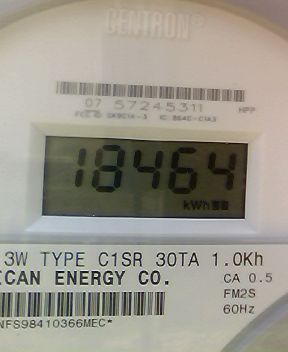 CENTRON®
07 57245311
HPP
18464
kWh
3W TYPE C1SR 30TA 1.0Kh
ICAN ENERGY CO.
CA 0.5
FM2S
60Hz
NFS98410366MEC*